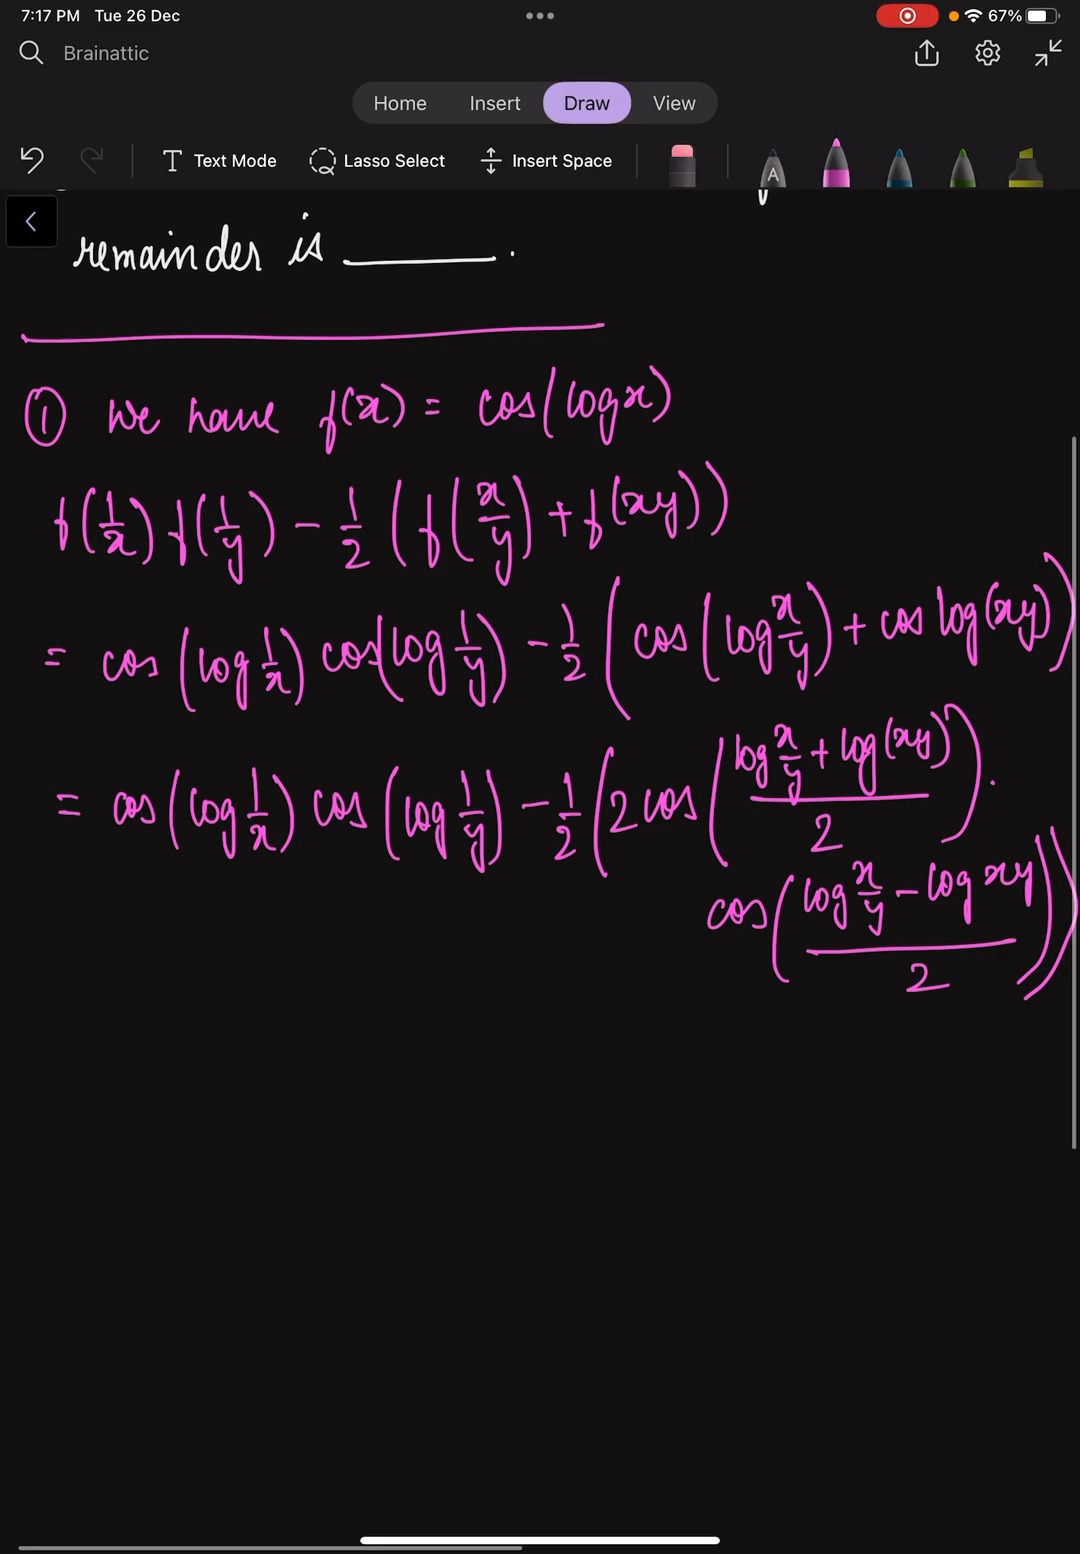 7:17 PM Tue 26 Dec
67%
Brainattic
Home Insert Draw View
Text Mode Lasso Select Insert Space
remainder is ______.
① We have f(x) = cos(log x)
f(1/x) f(1/y) - 1/2 (f(x/y) + f(xy))
= cos (log 1/x) cos(log 1/y) - 1/2 (cos (log x/y) + cos log(xy))
= cos (log 1/x) cos (log 1/y) - 1/2 (2 cos ((log x/y + log(xy))/2).
cos ((log x/y - log xy)/2))